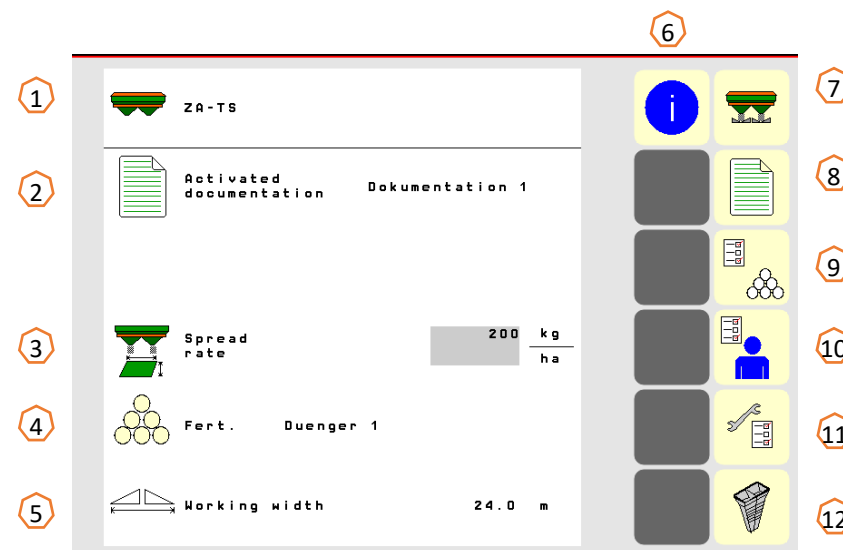 6
1
ZA-TS
i
7
2
Activated
documentation
Dokumentation 1
8
9
3
Spread
rate
200
kg
ha
10
4
Fert.
Duenger 1
11
5
Working width
24.0
m
12